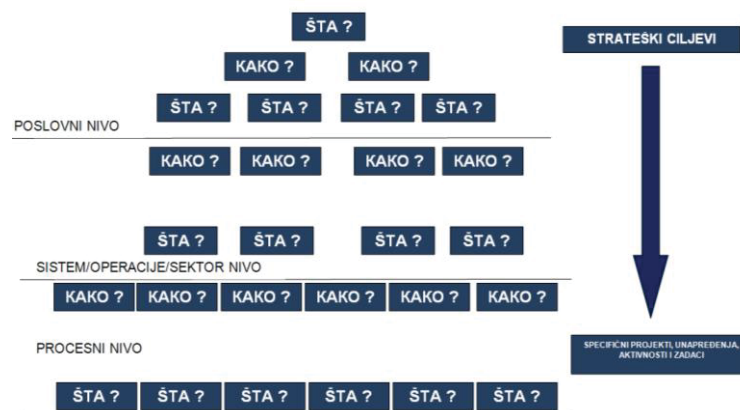 ŠTA ?
STRATEŠKI CILJEVI
KAKO ? KAKO ?
ŠTA ? ŠTA ? ŠTA ? ŠTA ?
POSLOVNI NIVO
KAKO ? KAKO ? KAKO ? KAKO ?
ŠTA ? ŠTA ? ŠTA ? ŠTA ?
SISTEM/OPERACIJE/SEKTOR NIVO
KAKO ? KAKO ? KAKO ? KAKO ? KAKO ? KAKO ?
PROCESNI NIVO
SPECIFIČNI PROJEKTI, UNAPREĐENJA,
AKTIVNOSTI I ZADACI
ŠTA ? ŠTA ? ŠTA ? ŠTA ? ŠTA ? ŠTA ?